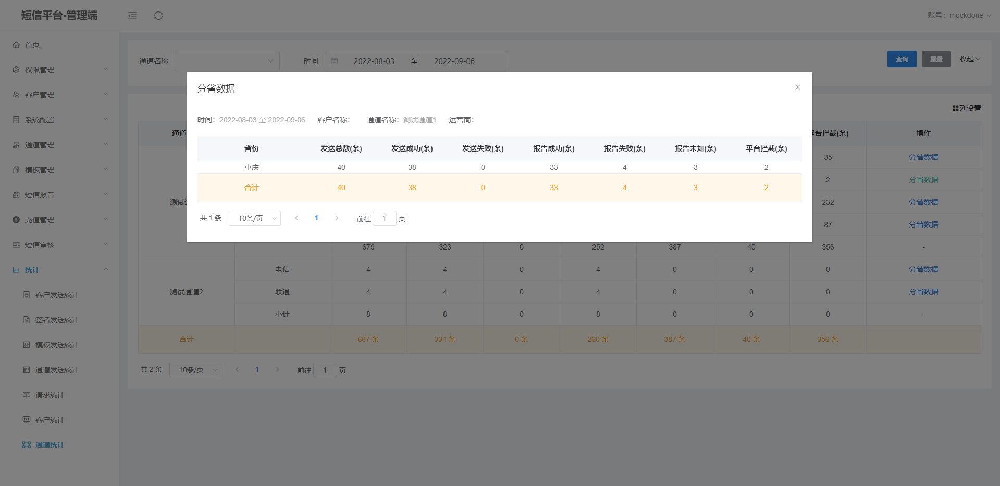 短信平台-管理端
账号：mockdone
首页
权限管理
客户管理
系统配置
通道管理
模板管理
短信报告
充值管理
短信审核
统计
客户发送统计
签名发送统计
模板发送统计
通道发送统计
请求统计
客户统计
通道统计
通道名称 时间 2022-08-03 至 2022-09-06 查询 重置 收起
列设置
分省数据
时间：2022-08-03 至 2022-09-06 客户名称： 通道名称：测试通道1 运营商：
省份 发送总数(条) 发送成功(条) 发送失败(条) 报告成功(条) 报告失败(条) 报告未知(条) 平台拦截(条)
重庆 40 38 0 33 4 3 2
合计 40 38 0 33 4 3 2
共 1 条 10条/页 1 前往 1 页
通道 台拦截(条) 操作
35 分省数据
2 分省数据
测试 232 分省数据
87 分省数据
679 323 0 252 387 40 356 -
电信 4 4 0 4 0 0 0 分省数据
测试通道2 联通 4 4 0 4 0 0 0 分省数据
小计 8 8 0 8 0 0 0 -
合计 687 条 331 条 0 条 260 条 387 条 40 条 356 条
共 2 条 10条/页 1 前往 1 页